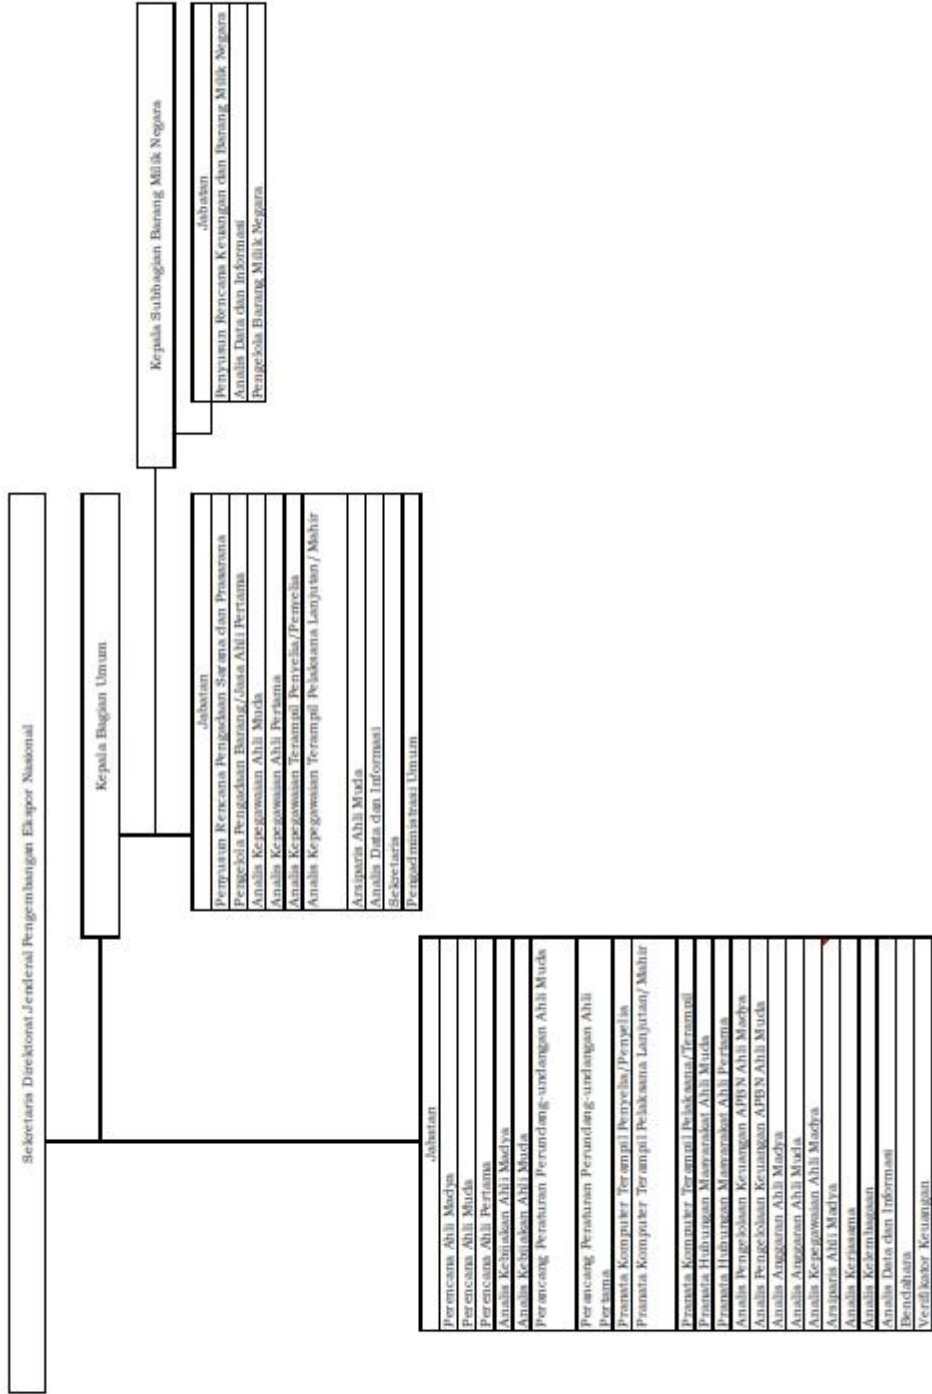 Sekretaris Direktorat Jenderal Pengembangan Ekspor Nasional
Kepala Bagian Umum
Kepala Subbagian Barang Milik Negara
Jabatan
Perencana Ahli Madya
Perencana Ahli Muda
Perencana Ahli Pertama
Analis Kebijakan Ahli Madya
Analis Kebijakan Ahli Muda
Perancang Peraturan Perundang-undangan Ahli Muda
Perancang Peraturan Perundang-undangan Ahli
Pertama
Pranata Komputer Terampil Penyelia/Penyelia
Pranata Komputer Terampil Pelaksana Lanjutan/ Mahir
Pranata Komputer Terampil Pelaksana/Terampil
Pranata Hubungan Masyarakat Ahli Muda
Pranata Hubungan Masyarakat Ahli Pertama
Analis Pengelolaan Keuangan APBN Ahli Madya
Analis Pengelolaan Keuangan APBN Ahli Muda
Analis Anggaran Ahli Madya
Analis Anggaran Ahli Muda
Analis Kepegawaian Ahli Madya
Arsiparis Ahli Madya
Analis Kerjasama
Analis Kelembagaan
Analis Data dan Informasi
Bendahara
Verifikator Keuangan
Jabatan
Penyusun Rencana Pengadaan Sarana dan Prasarana
Pengelola Pengadaan Barang/Jasa Ahli Pertama
Analis Kepegawaian Ahli Muda
Analis Kepegawaian Ahli Pertama
Analis Kepegawaian Terampil Penyelia/Penyelia
Analis Kepegawaian Terampil Pelaksana Lanjutan/ Mahir
Arsiparis Ahli Muda
Analis Data dan Informasi
Sekretaris
Pengadministrasi Umum
Jabatan
Penyusun Rencana Keuangan dan Barang Milik Negara
Analis Data dan Informasi
Pengelola Barang Milik Negara